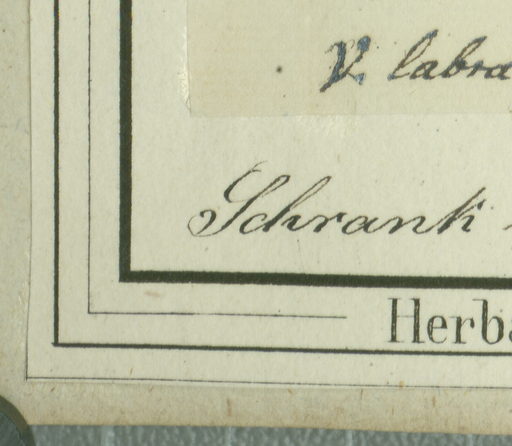 V. labra
Schrank
Herba